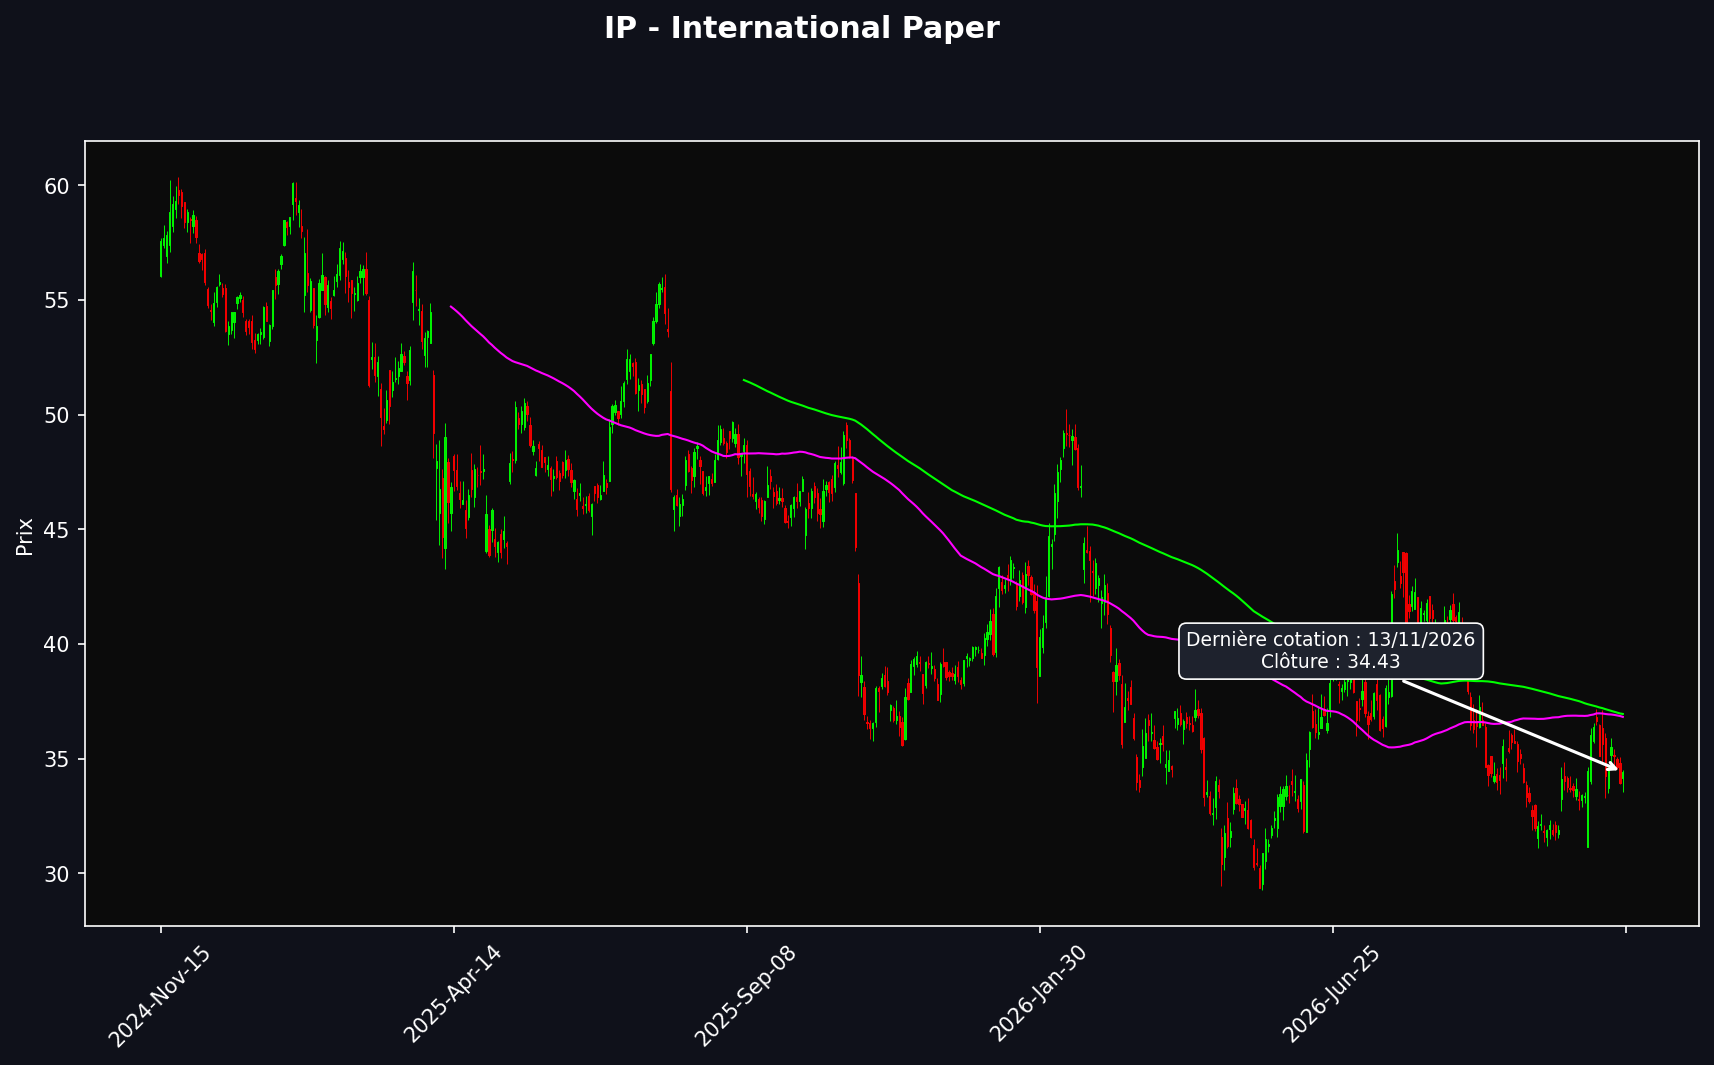 IP - International Paper
Prix
60
55
50
45
40
35
30
Dernière cotation : 13/11/2026
Clôture : 34.43
2024-Nov-15
2025-Apr-14
2025-Sep-08
2026-Jan-30
2026-Jun-25